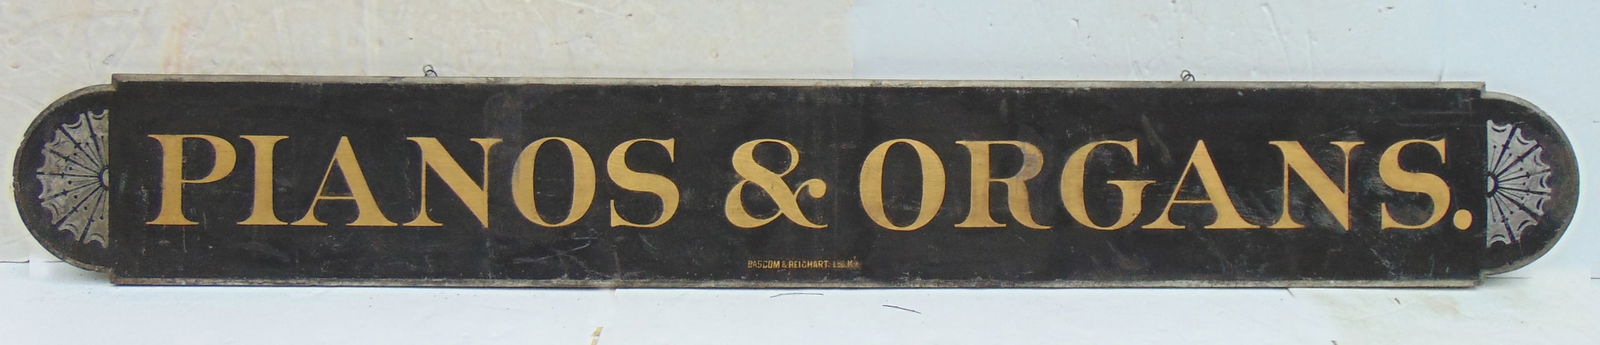 PIANOS & ORGANS.
BASCOM & REICHART.